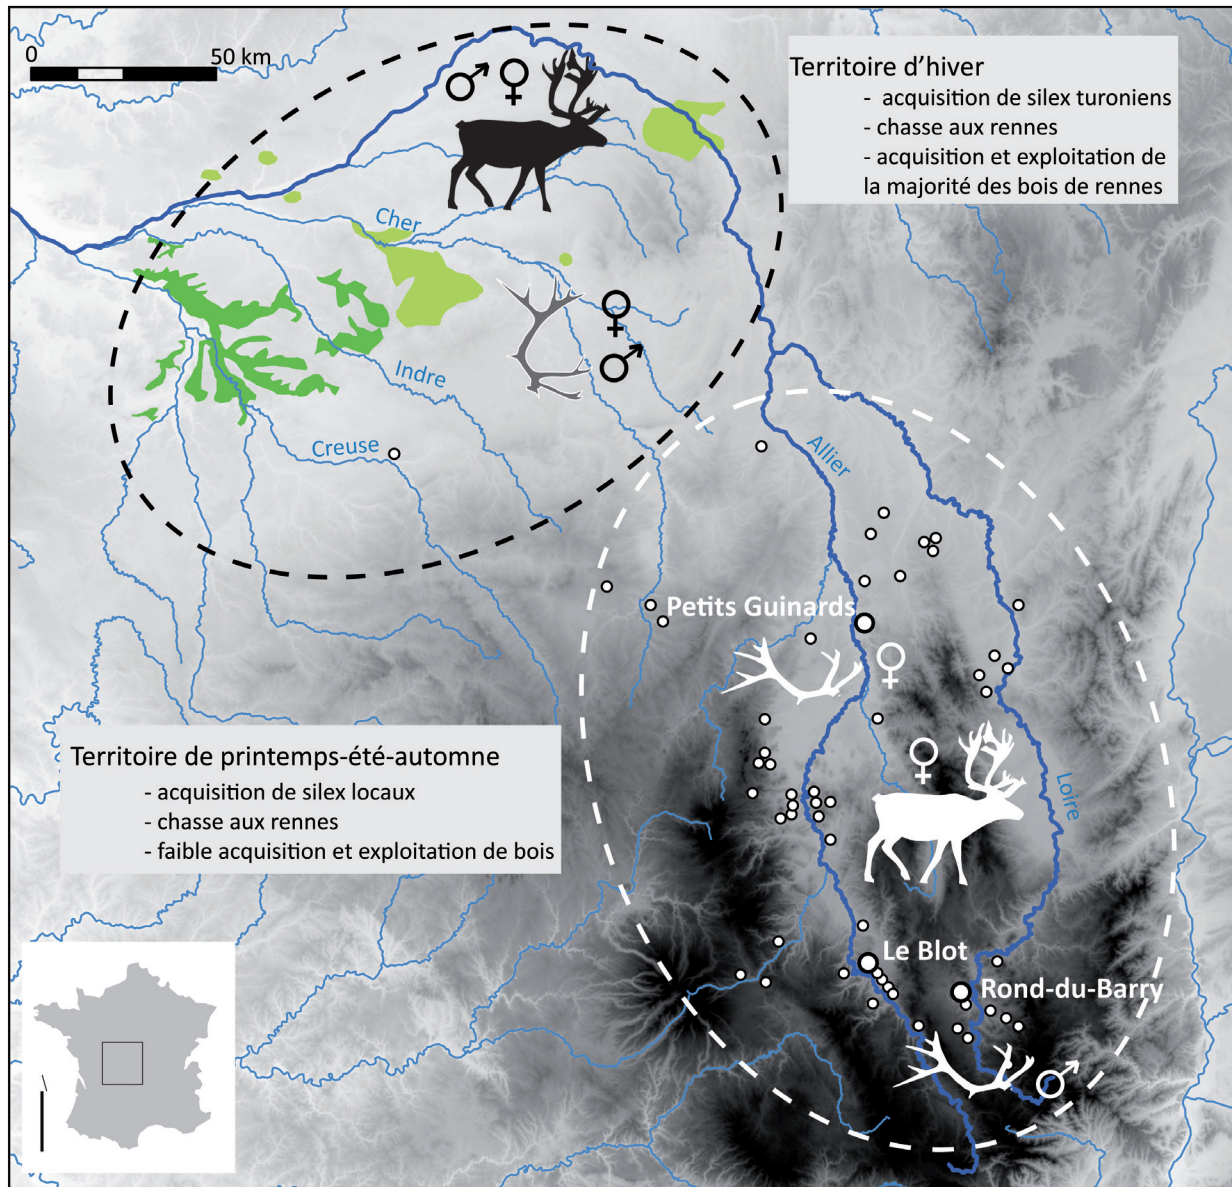 0 50 km
Territoire d'hiver
- acquisition de silex turoniens
- chasse aux rennes
- acquisition et exploitation de
la majorité des bois de rennes
Cher
Indre
Creuse
Allier
Petits Guinards
Territoire de printemps-été-automne
- acquisition de silex locaux
- chasse aux rennes
- faible acquisition et exploitation de bois
Loire
Le Blot
Rond-du-Barry